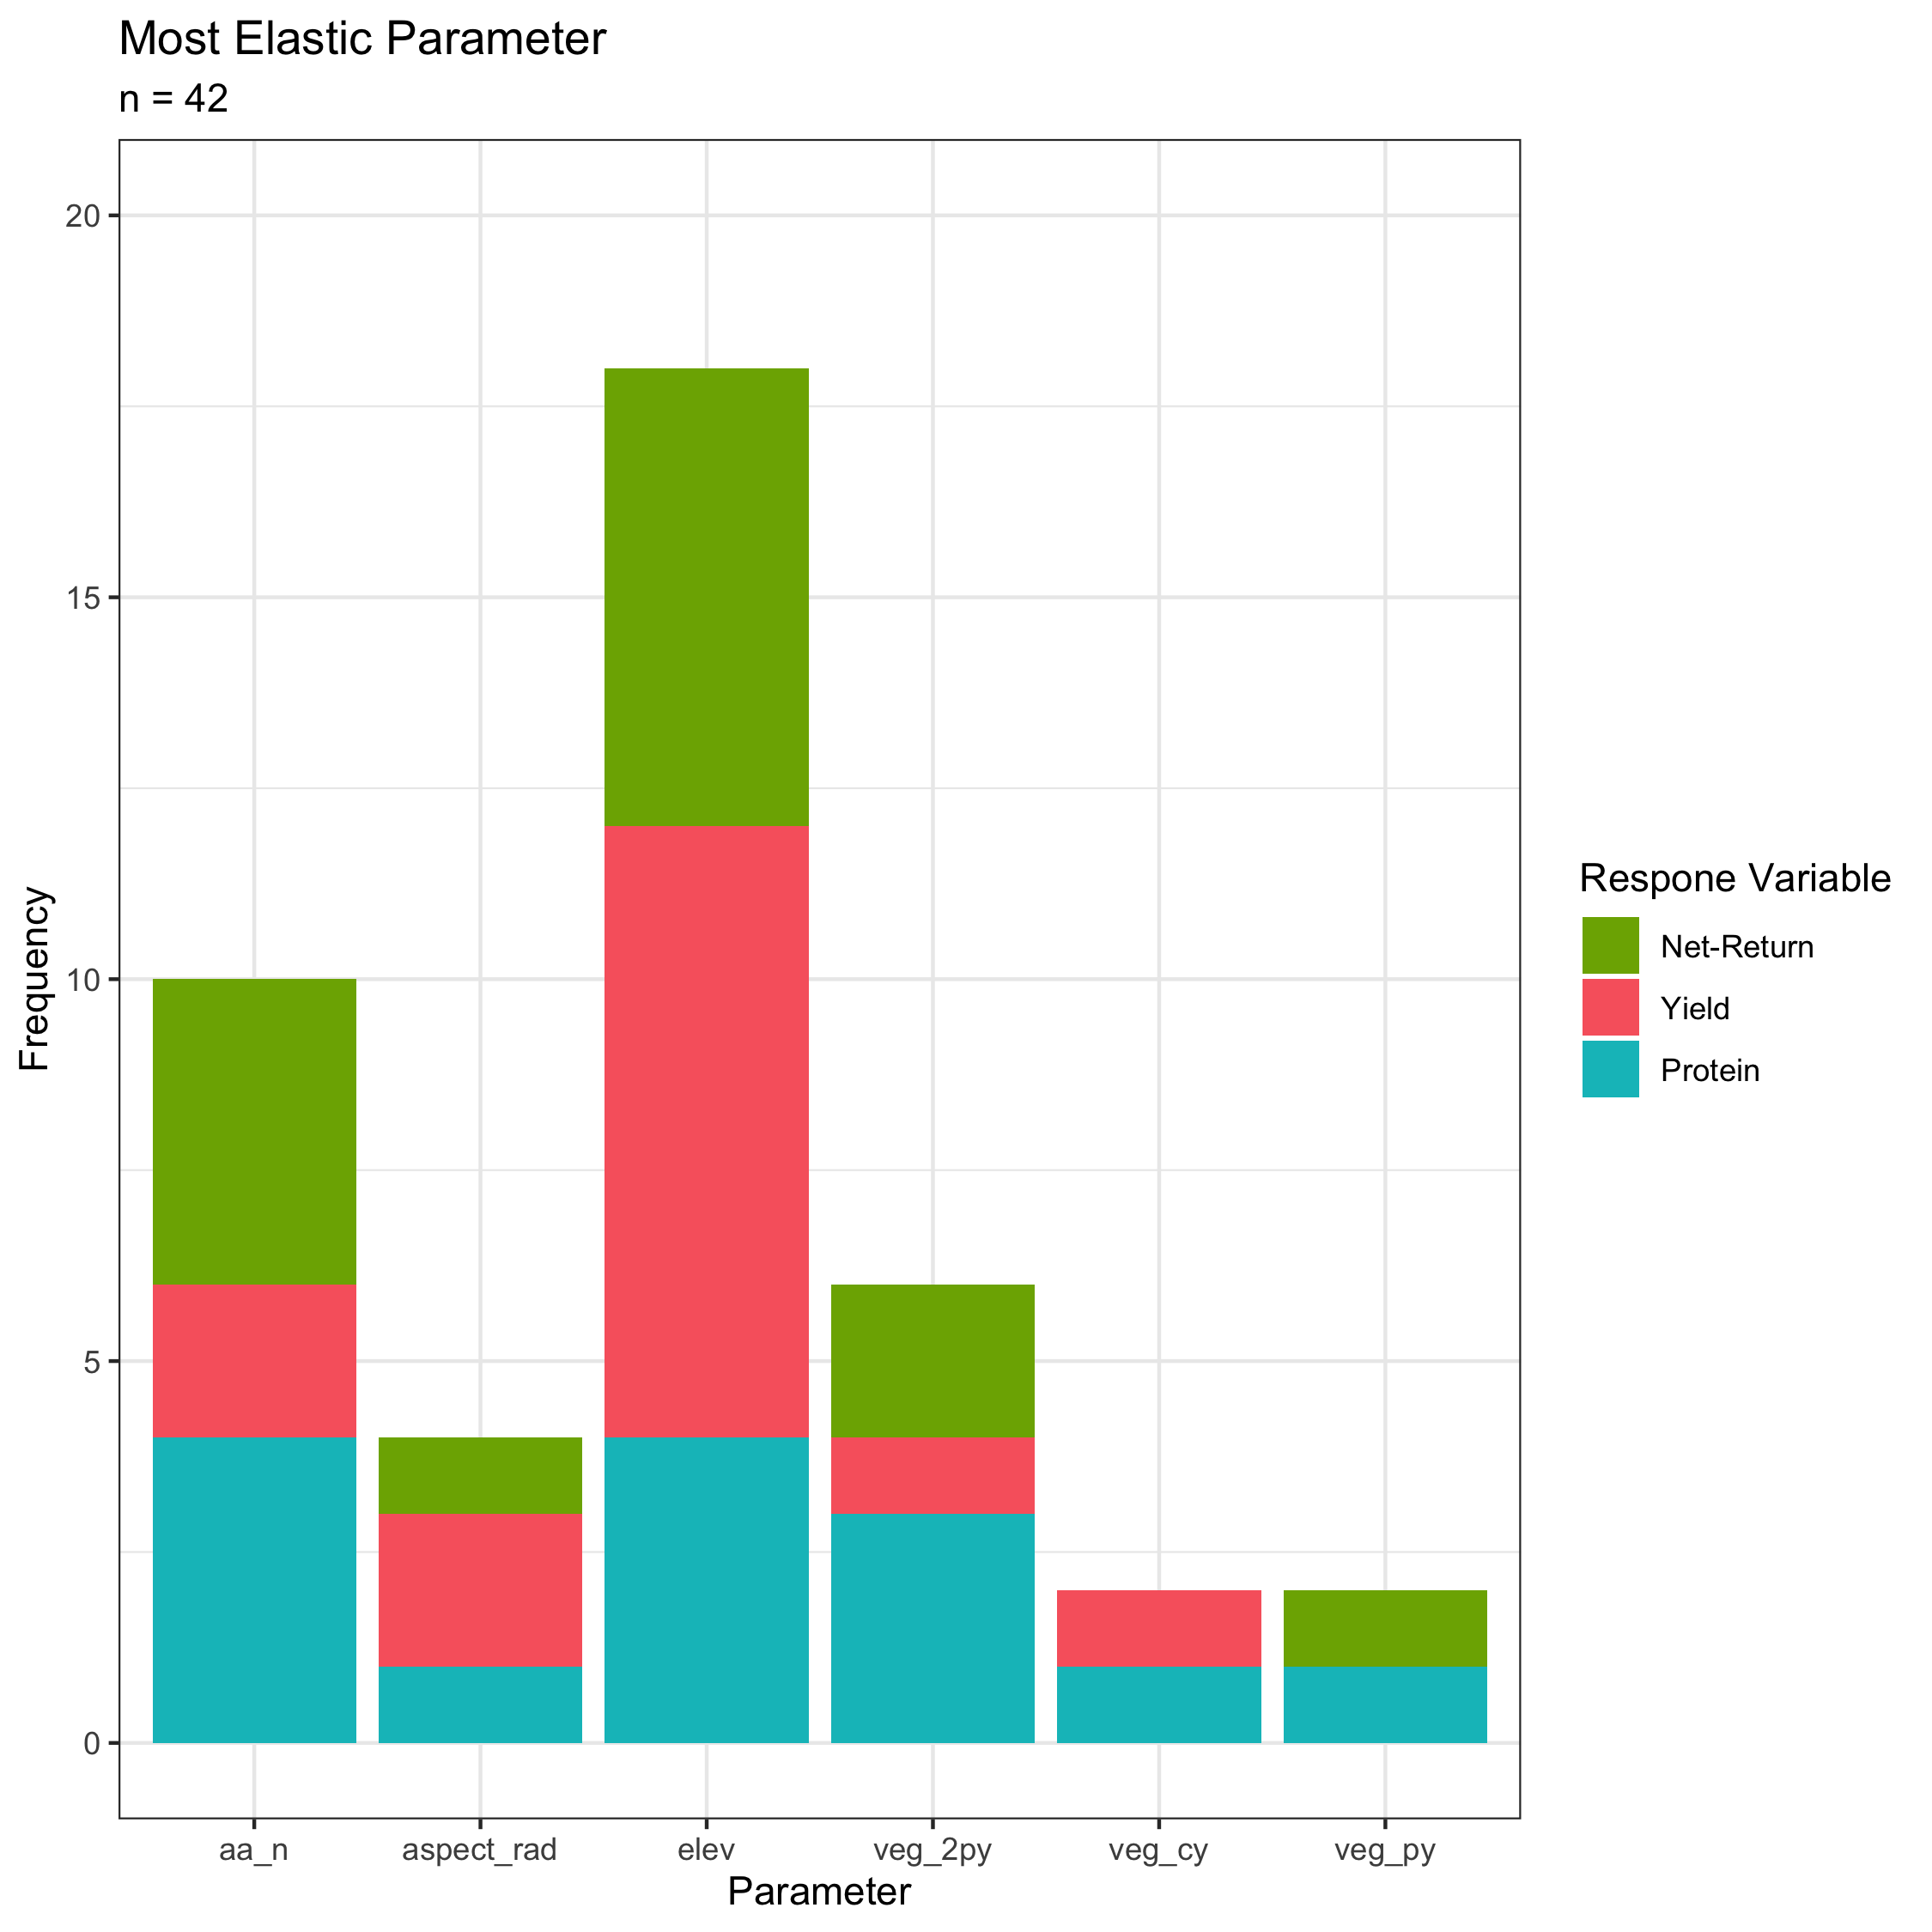 Most Elastic Parameter
n = 42
Frequency
20
15
10
5
0
aa_n
aspect_rad
elev
veg_2py
veg_cy
veg_py
Parameter
Respone Variable
Net-Return
Yield
Protein